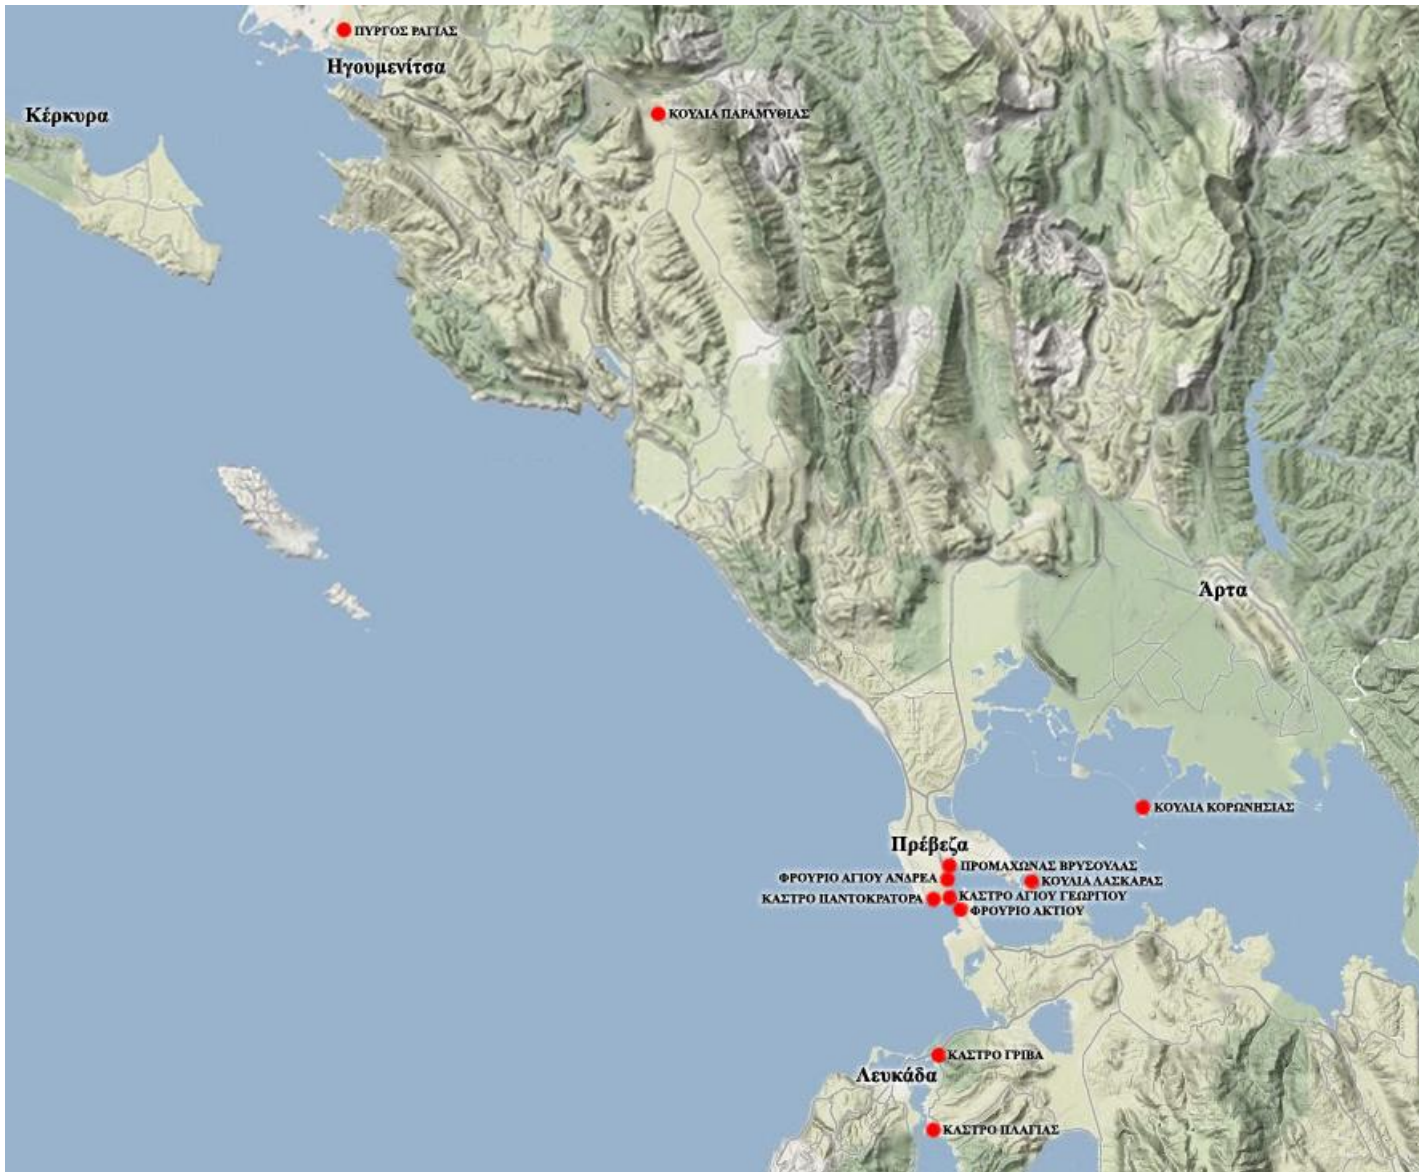 ΠΥΡΓΟΣ ΡΑΓΙΑΣ
Ηγουμενίτσα
Κέρκυρα
ΚΟΥΛΙΑ ΠΑΡΑΜΥΘΙΑΣ
Άρτα
ΚΟΥΛΙΑ ΚΟΡΩΝΗΣΙΑΣ
Πρέβεζα
ΠΡΟΜΑΧΩΝΑΣ ΒΡΥΣΟΥΛΑΣ
ΦΡΟΥΡΙΟ ΑΓΙΟΥ ΑΝΔΡΕΑ
ΚΟΥΛΙΑ ΛΑΣΚΑΡΑΣ
ΚΑΣΤΡΟ ΠΑΝΤΟΚΡΑΤΟΡΑ
ΚΑΣΤΡΟ ΑΓΙΟΥ ΓΕΩΡΓΙΟΥ
ΦΡΟΥΡΙΟ ΑΚΤΙΟΥ
ΚΑΣΤΡΟ ΓΡΙΒΑ
Λευκάδα
ΚΑΣΤΡΟ ΠΛΑΓΙΑΣ